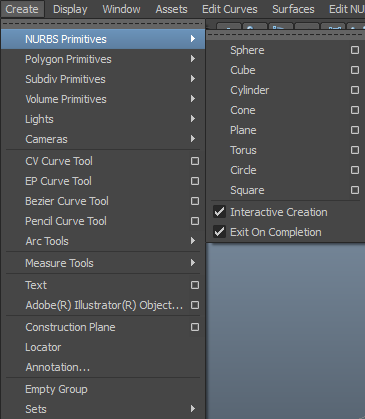 Create Display Window Assets Edit Curves Surfaces Edit NU
NURBS Primitives
Polygon Primitives
Subdiv Primitives
Volume Primitives
Lights
Cameras
CV Curve Tool
EP Curve Tool
Bezier Curve Tool
Pencil Curve Tool
Arc Tools
Measure Tools
Text
Adobe(R) Illustrator(R) Object...
Construction Plane
Locator
Annotation...
Empty Group
Sets
Sphere
Cube
Cylinder
Cone
Plane
Torus
Circle
Square
Interactive Creation
Exit On Completion